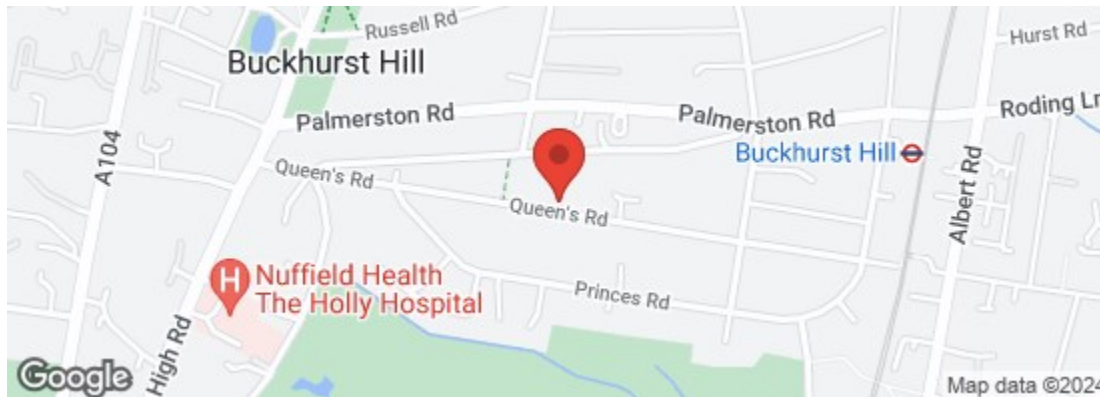 Russell Rd
Hurst Rd
Buckhurst Hill
Palmerston Rd
Palmerston Rd
Roding Ln
A104
Buckhurst Hill
Queen's Rd
Queen's Rd
Albert Rd
H
Nuffield Health
The Holly Hospital
Princes Rd
High Rd
Google
Map data ©2024